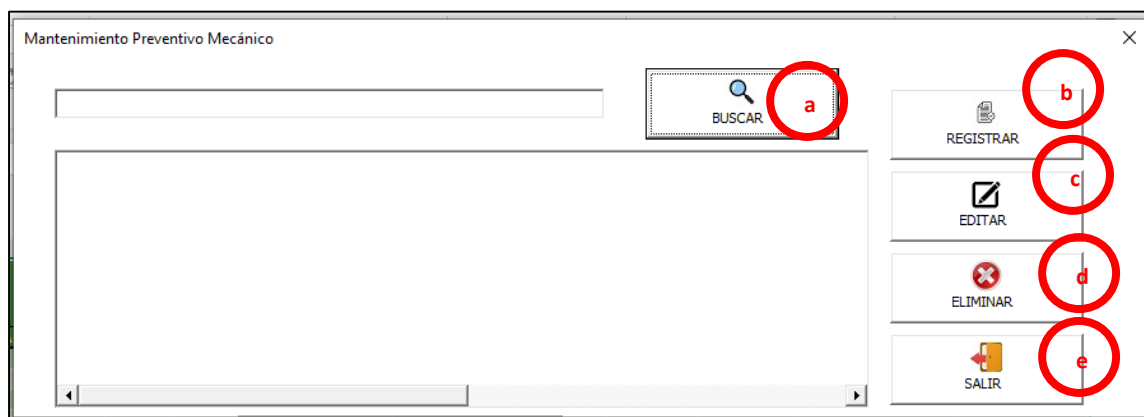 Mantenimiento Preventivo Mecánico
BUSCAR
a
b
REGISTRAR
c
EDITAR
d
ELIMINAR
e
SALIR